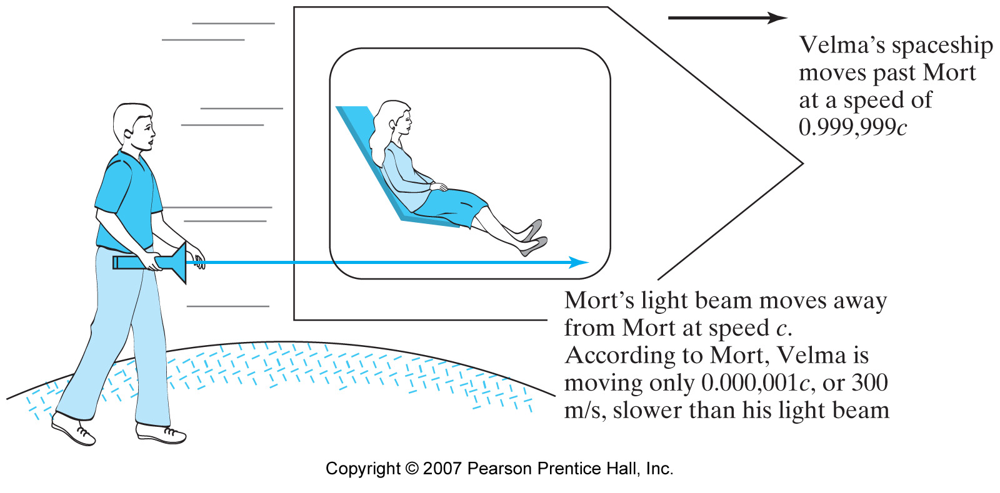 Velma’s spaceship
moves past Mort
at a speed of
0.999,999c
Mort’s light beam moves away
from Mort at speed c.
According to Mort, Velma is
moving only 0.000,001c, or 300
m/s, slower than his light beam
Copyright © 2007 Pearson Prentice Hall, Inc.